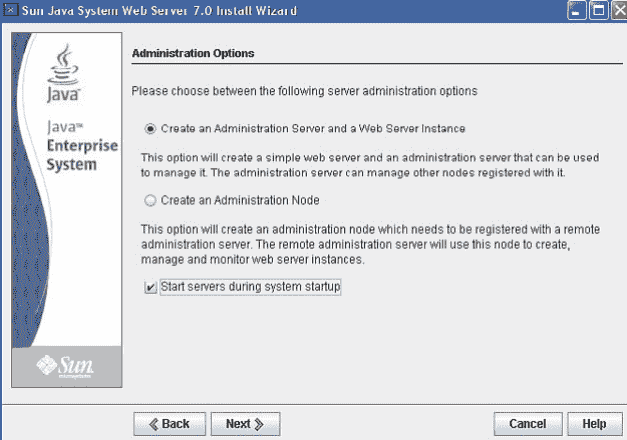 Sun Java System Web Server 7.0 Install Wizard
Administration Options
Please choose between the following server administration options
Create an Administration Server and a Web Server Instance
This option will create a simple web server and an administration server that can be used
to manage it. The administration server can manage other nodes registered with it.
Create an Administration Node
This option will create an administration node which needs to be registered with a remote
administration server. The remote administration server will use this node to create,
manage and monitor web server instances.
Start servers during system startup
Java™
Java™
Enterprise
System
Sun
microsystems
Back
Next
Cancel
Help